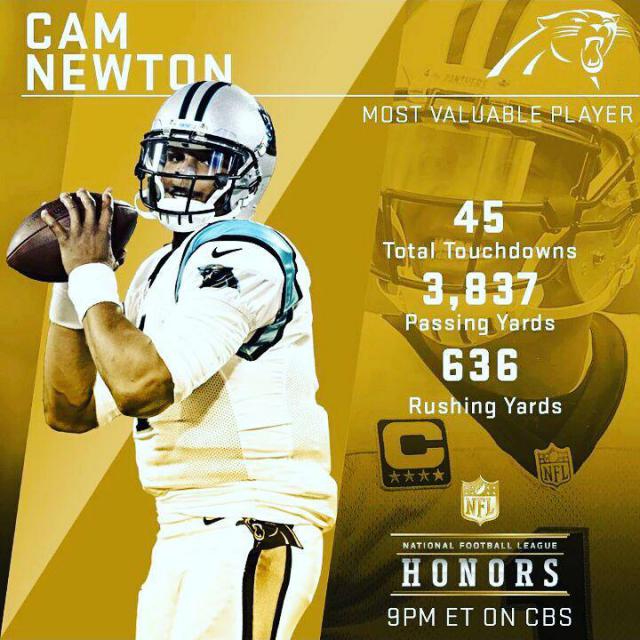 CAM
NEWTON
MOST VALUABLE PLAYER
45
Total Touchdowns
3,837
Passing Yards
636
Rushing Yards
C
NFL
NFL
NATIONAL FOOTBALL LEAGUE
HONORS
9PM ET ON CBS
PANTHERS